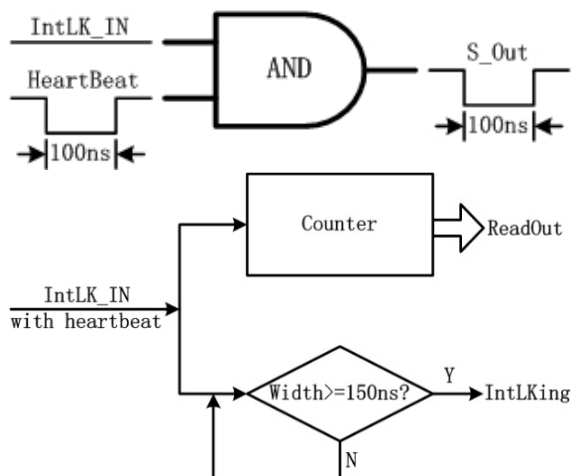 IntLK_IN
AND
S_Out
HeartBeat
100ns
100ns
Counter
ReadOut
IntLK_IN
with heartbeat
Width>=150ns?
Y
IntLKing
N